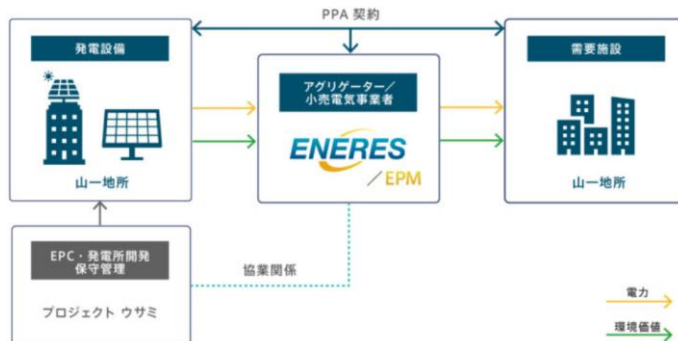 PPA 契約
発電設備
山一地所
アグリゲーター／
小売電気事業者
ENERES
／EPM
需要施設
山一地所
EPC・発電所開発
保守管理
プロジェクト ウサミ
協業関係
電力
環境価値